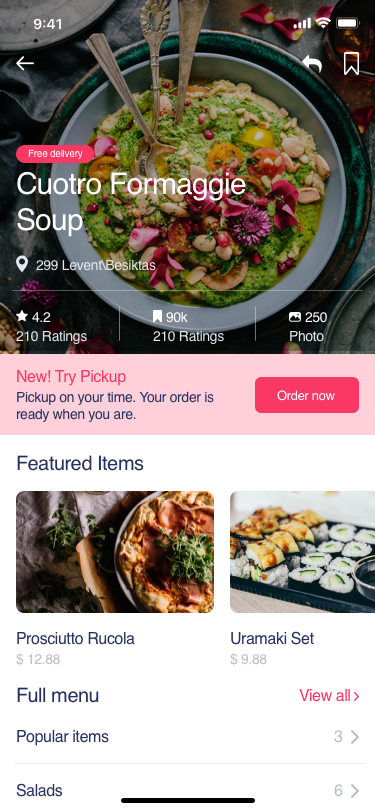 9:41
Free delivery
Cuotro Formaggie
Soup
299 Levent\Besiktas
4.2
210 Ratings
90k
210 Ratings
250
Photo
New! Try Pickup
Pickup on your time. Your order is
ready when you are.
Order now
Featured Items
Prosciutto Rucola
$ 12.88
Uramaki Set
$ 9.88
Full menu
View all
Popular items
3
Salads
6